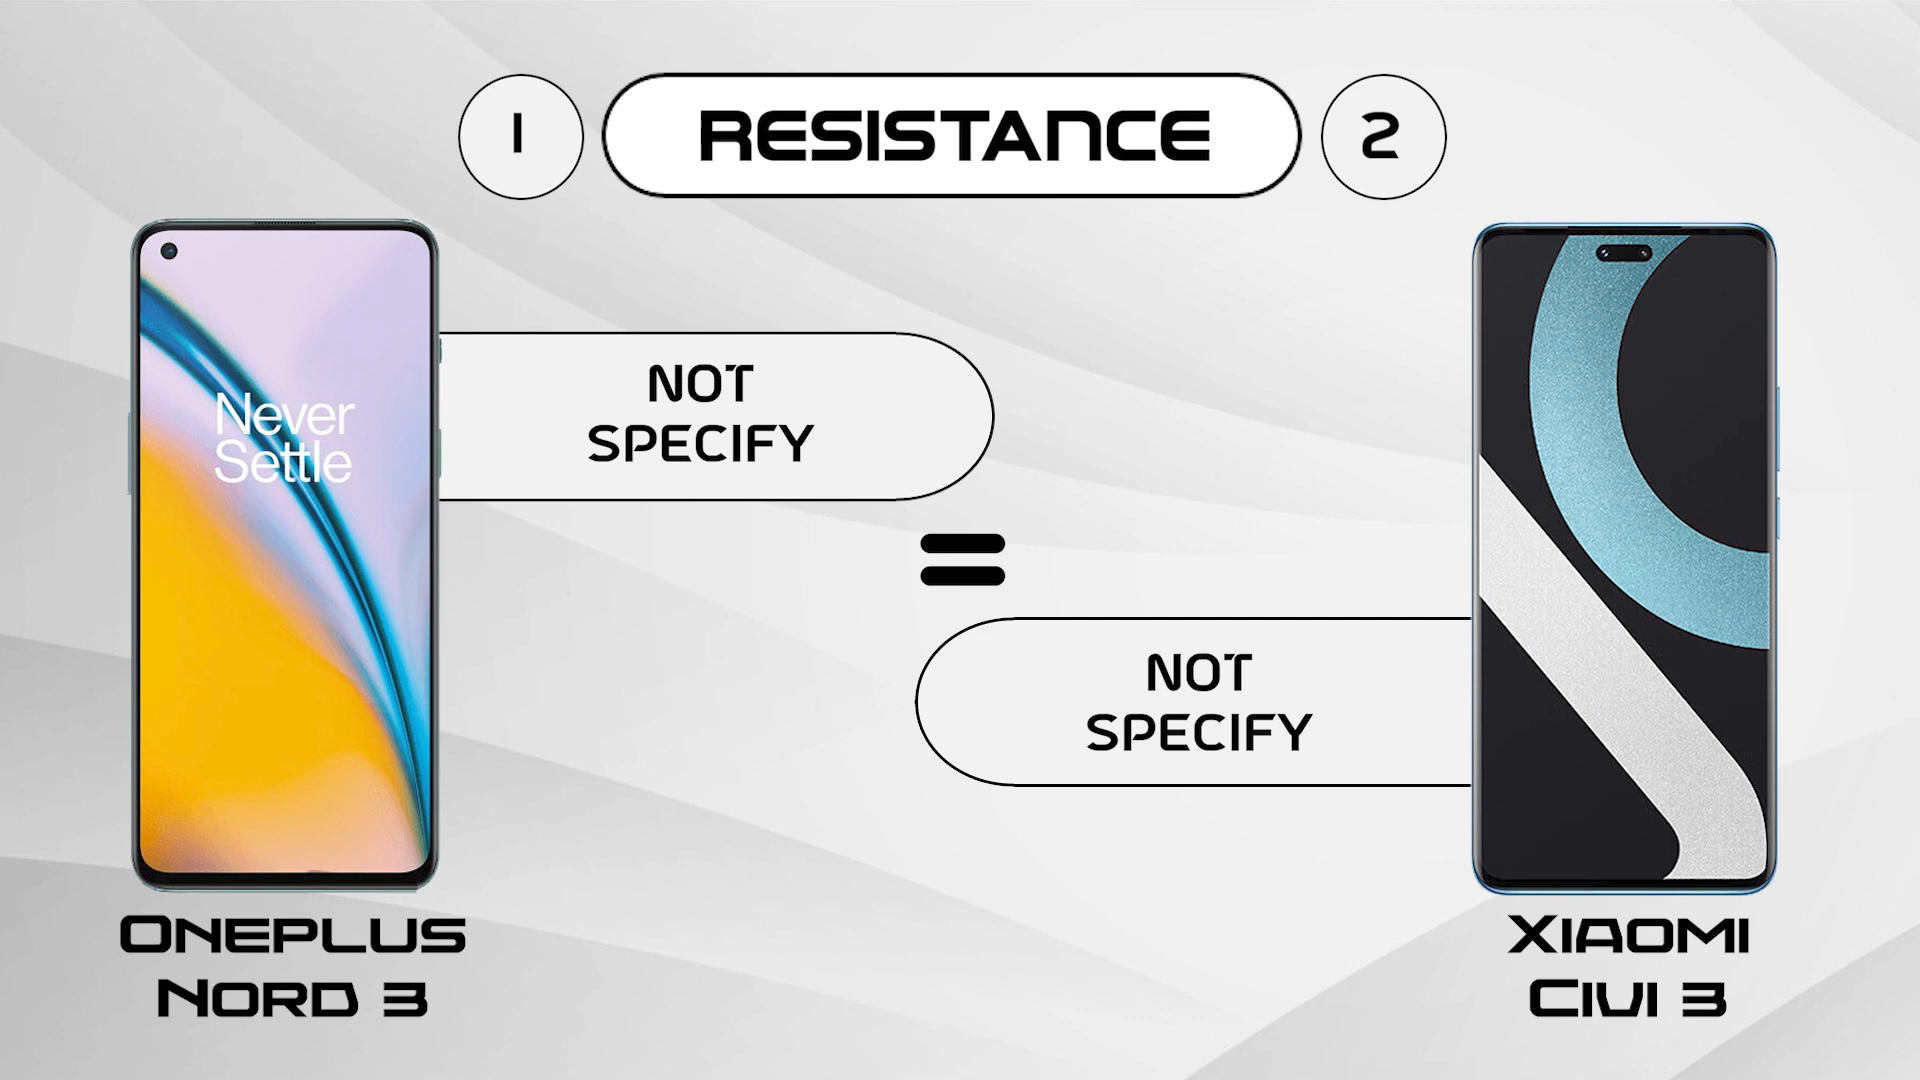 1 RESISTANCE 2
Never
Settle
NOT
SPECIFY
=
NOT
SPECIFY
ONEPLUS
NORD 3
XIAOMI
CIVI 3